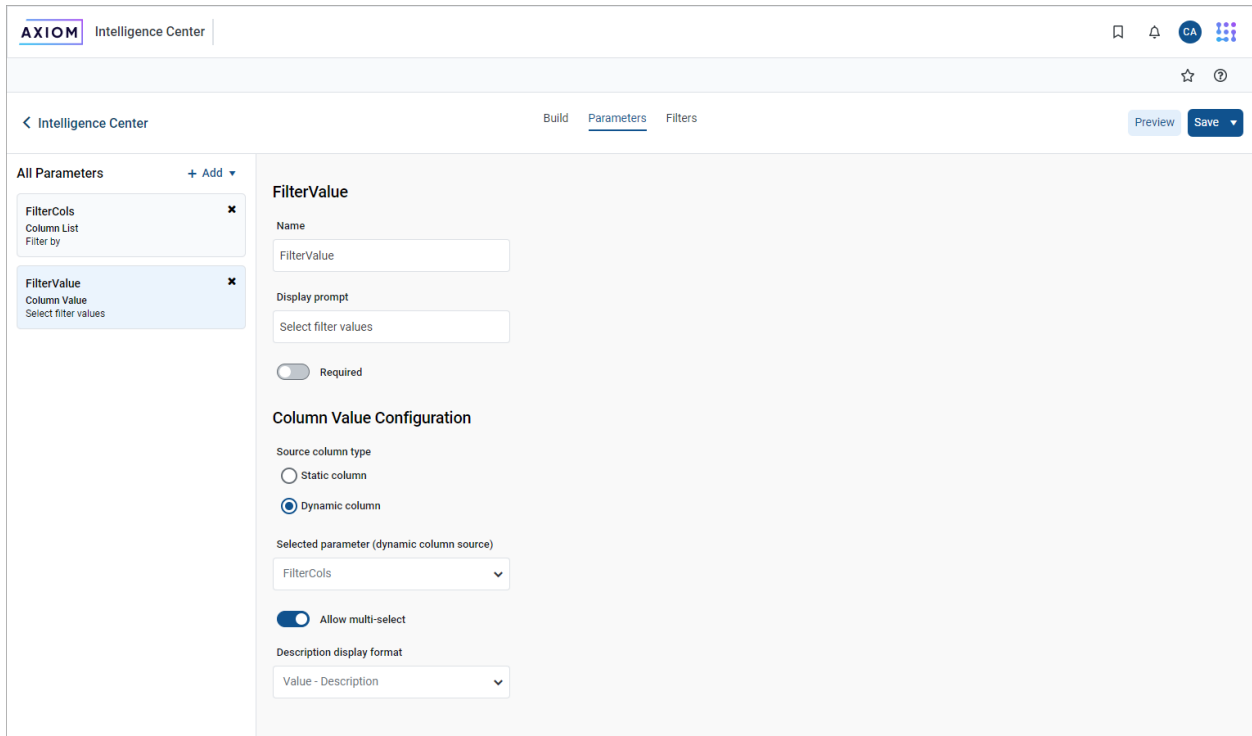 AXIOM Intelligence Center
CA
Intelligence Center
Build Parameters Filters
Preview Save
All Parameters + Add
FilterCols
Column List
Filter by
FilterValue
Column Value
Select filter values
FilterValue
Name
FilterValue
Display prompt
Select filter values
Required
Column Value Configuration
Source column type
Static column
Dynamic column
Selected parameter (dynamic column source)
FilterCols
Allow multi-select
Description display format
Value - Description